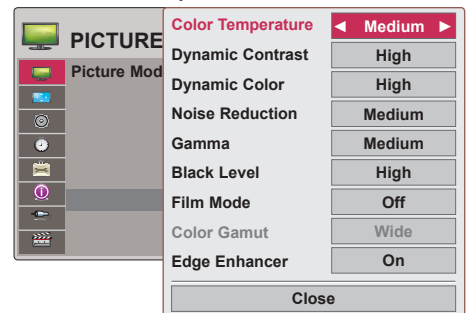 PICTURE
Picture Mod
Color Temperature ◄ Medium ►
Dynamic Contrast High
Dynamic Color High
Noise Reduction Medium
Gamma Medium
Black Level High
Film Mode Off
Color Gamut Wide
Edge Enhancer On
Close